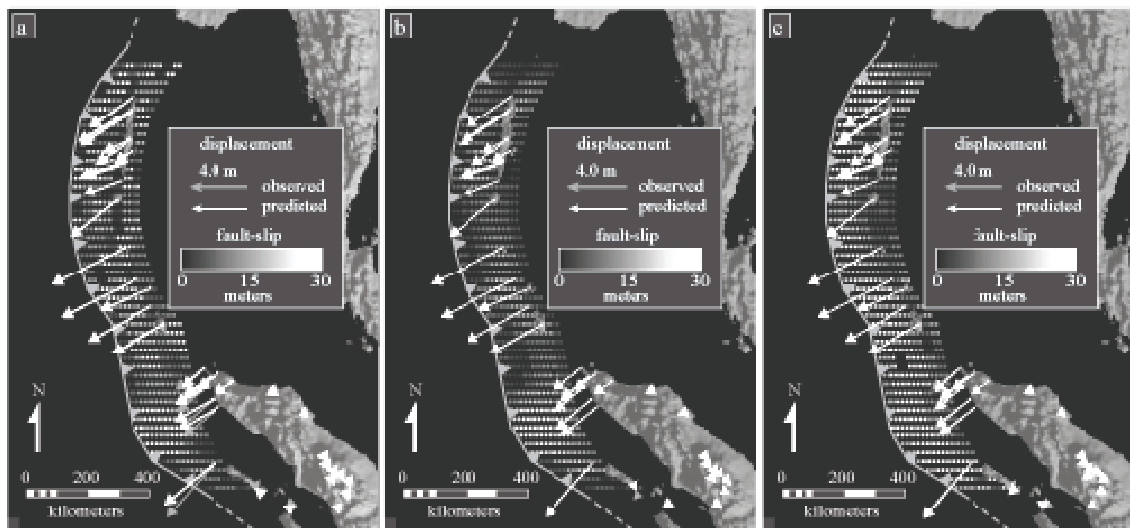 a
displacement
4.0 m
observed
predicted
fault-slip
0 15 30
meters
N
0 200 400
kilometers
b
displacement
4.0 m
observed
predicted
fault-slip
0 15 30
meters
N
0 200 400
kilometers
c
displacement
4.0 m
observed
predicted
fault-slip
0 15 30
meters
N
0 200 400
kilometers